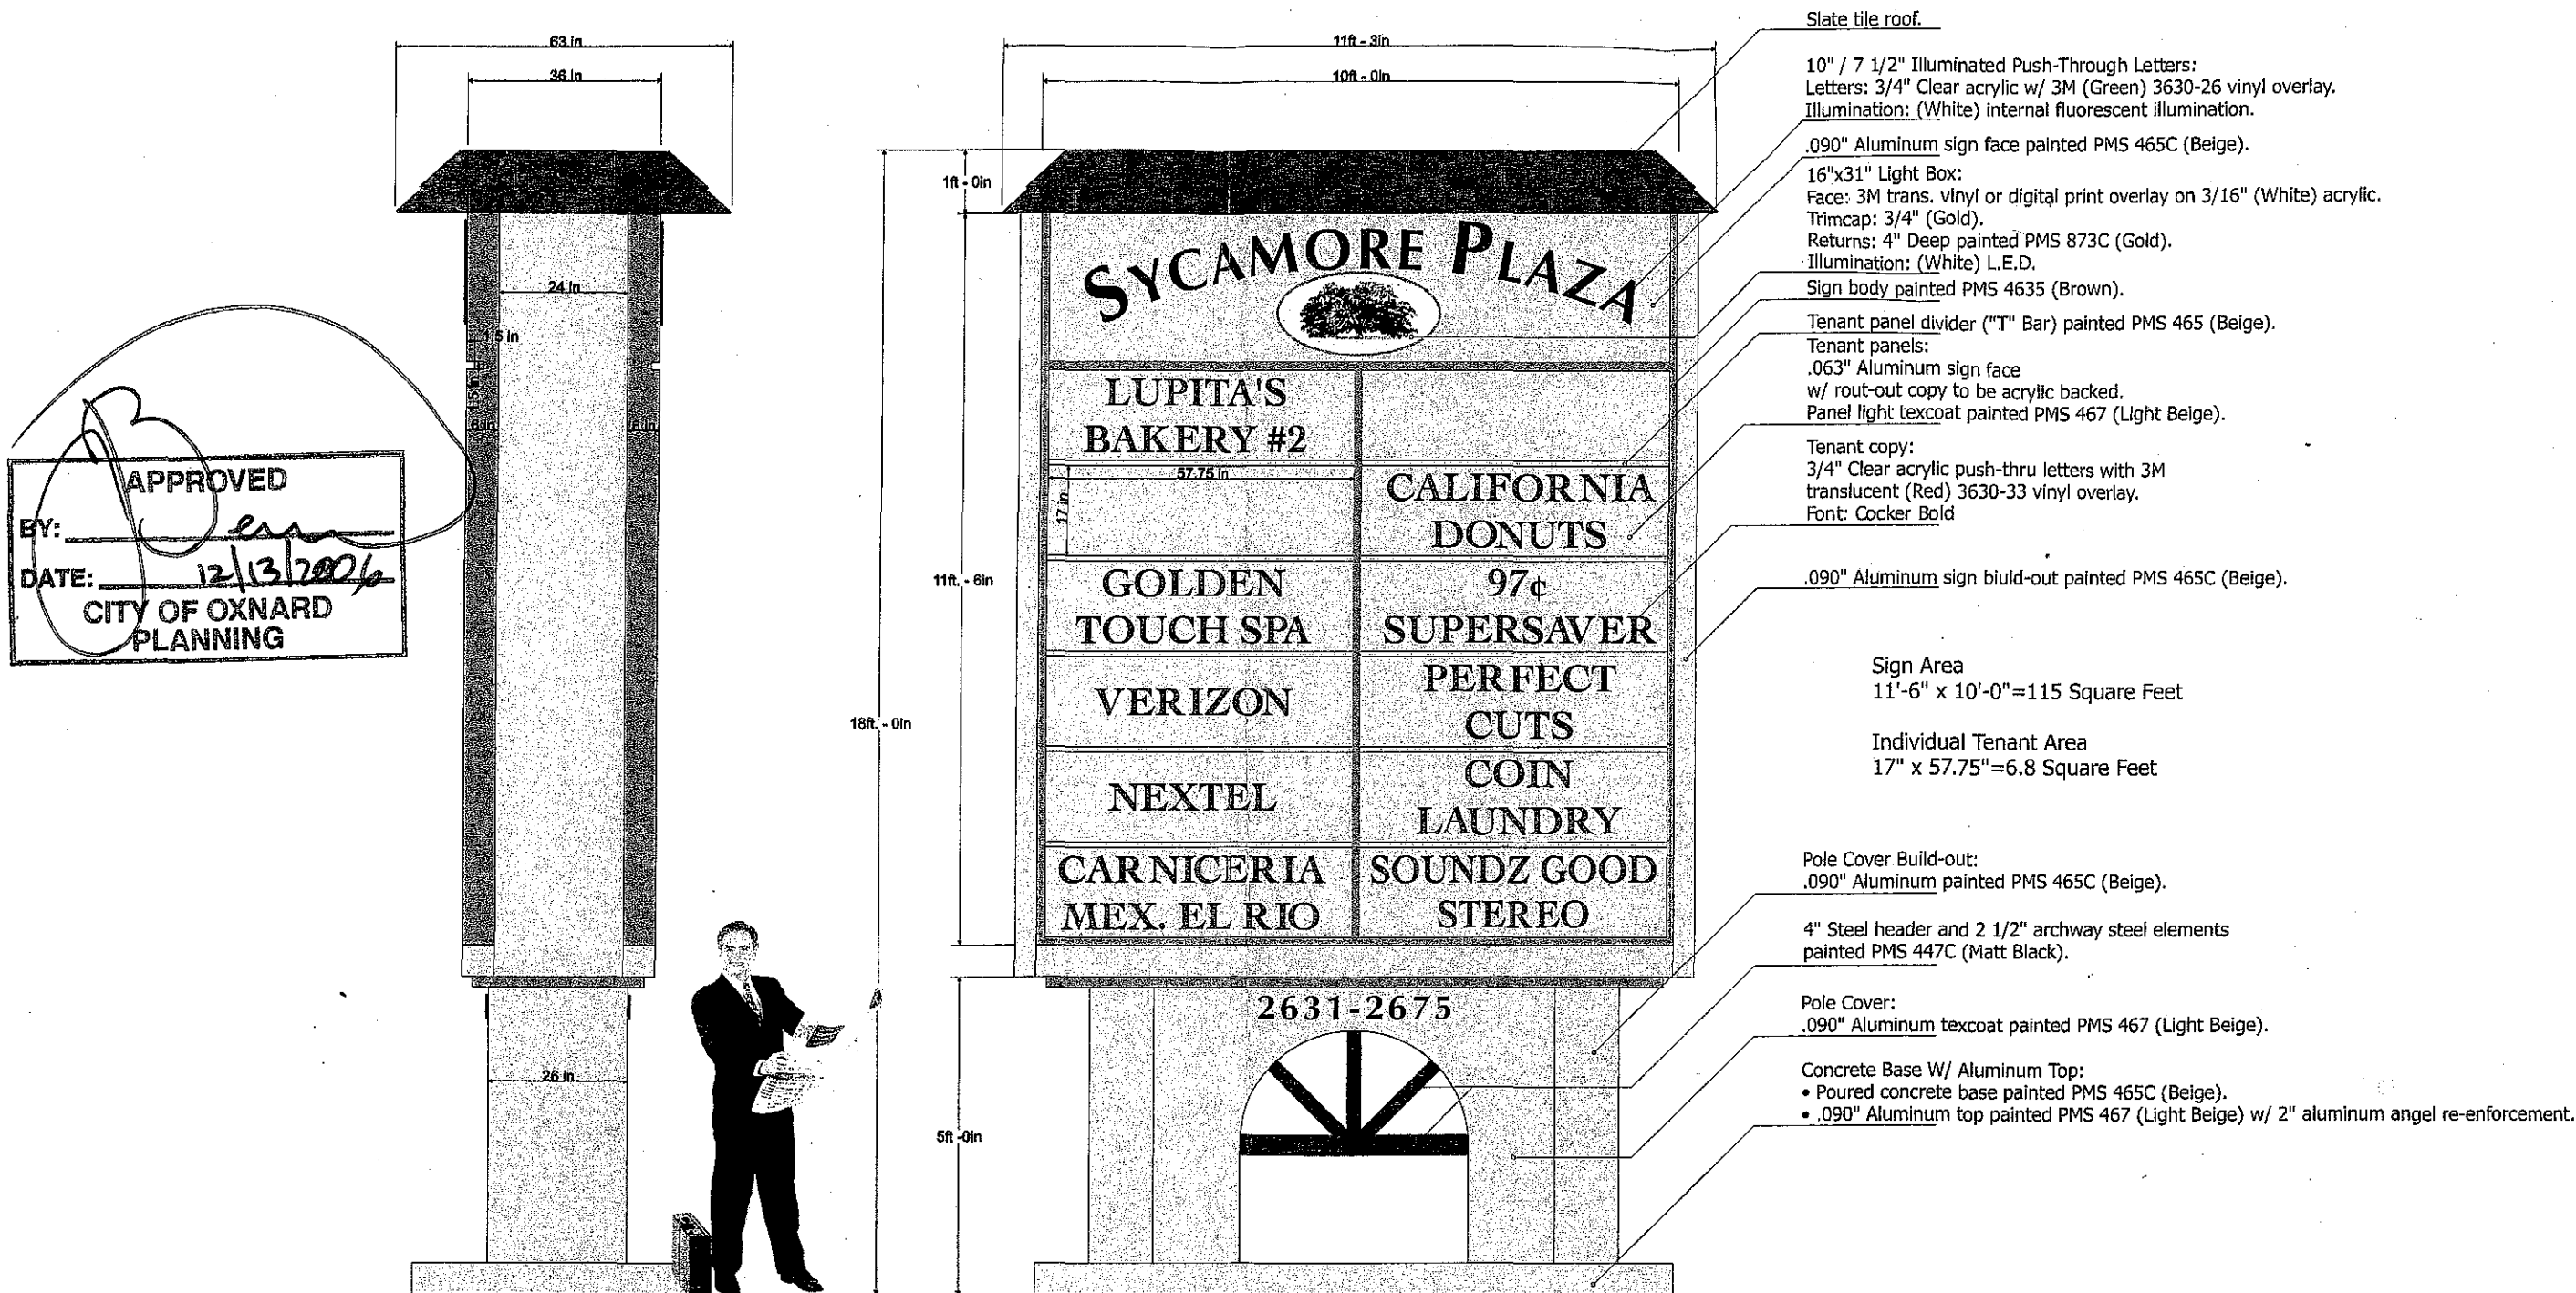 63 in
36 in
24 in
1.5 in
1.5 in
6 in
6 in
26 in
APPROVED
BY:
DATE: 12/13/2006
CITY OF OXNARD
PLANNING
11ft - 3in
10ft - 0in
1ft - 0in
11ft. - 6in
18ft. - 0in
5ft -0in
SYCAMORE PLAZA
LUPITA'S
BAKERY #2
57.75 in
17 in
CALIFORNIA
DONUTS
GOLDEN
TOUCH SPA
97¢
SUPERSAVER
VERIZON
PERFECT
CUTS
NEXTEL
COIN
LAUNDRY
CARNICERIA
MEX. EL RIO
SOUNDZ GOOD
STEREO
2631-2675
Slate tile roof.
10" / 7 1/2" Illuminated Push-Through Letters:
Letters: 3/4" Clear acrylic w/ 3M (Green) 3630-26 vinyl overlay.
Illumination: (White) internal fluorescent illumination.
.090" Aluminum sign face painted PMS 465C (Beige).
16"x31" Light Box:
Face: 3M trans. vinyl or digital print overlay on 3/16" (White) acrylic.
Trimcap: 3/4" (Gold).
Returns: 4" Deep painted PMS 873C (Gold).
Illumination: (White) L.E.D.
Sign body painted PMS 4635 (Brown).
Tenant panel divider ("T" Bar) painted PMS 465 (Beige).
Tenant panels:
.063" Aluminum sign face
w/ rout-out copy to be acrylic backed.
Panel light texcoat painted PMS 467 (Light Beige).
Tenant copy:
3/4" Clear acrylic push-thru letters with 3M
translucent (Red) 3630-33 vinyl overlay.
Font: Cocker Bold
.090" Aluminum sign biuld-out painted PMS 465C (Beige).
Sign Area
11'-6" x 10'-0"=115 Square Feet
Individual Tenant Area
17" x 57.75"=6.8 Square Feet
Pole Cover Build-out:
.090" Aluminum painted PMS 465C (Beige).
4" Steel header and 2 1/2" archway steel elements
painted PMS 447C (Matt Black).
Pole Cover:
.090" Aluminum texcoat painted PMS 467 (Light Beige).
Concrete Base W/ Aluminum Top:
• Poured concrete base painted PMS 465C (Beige).
• .090" Aluminum top painted PMS 467 (Light Beige) w/ 2" aluminum angel re-enforcement.